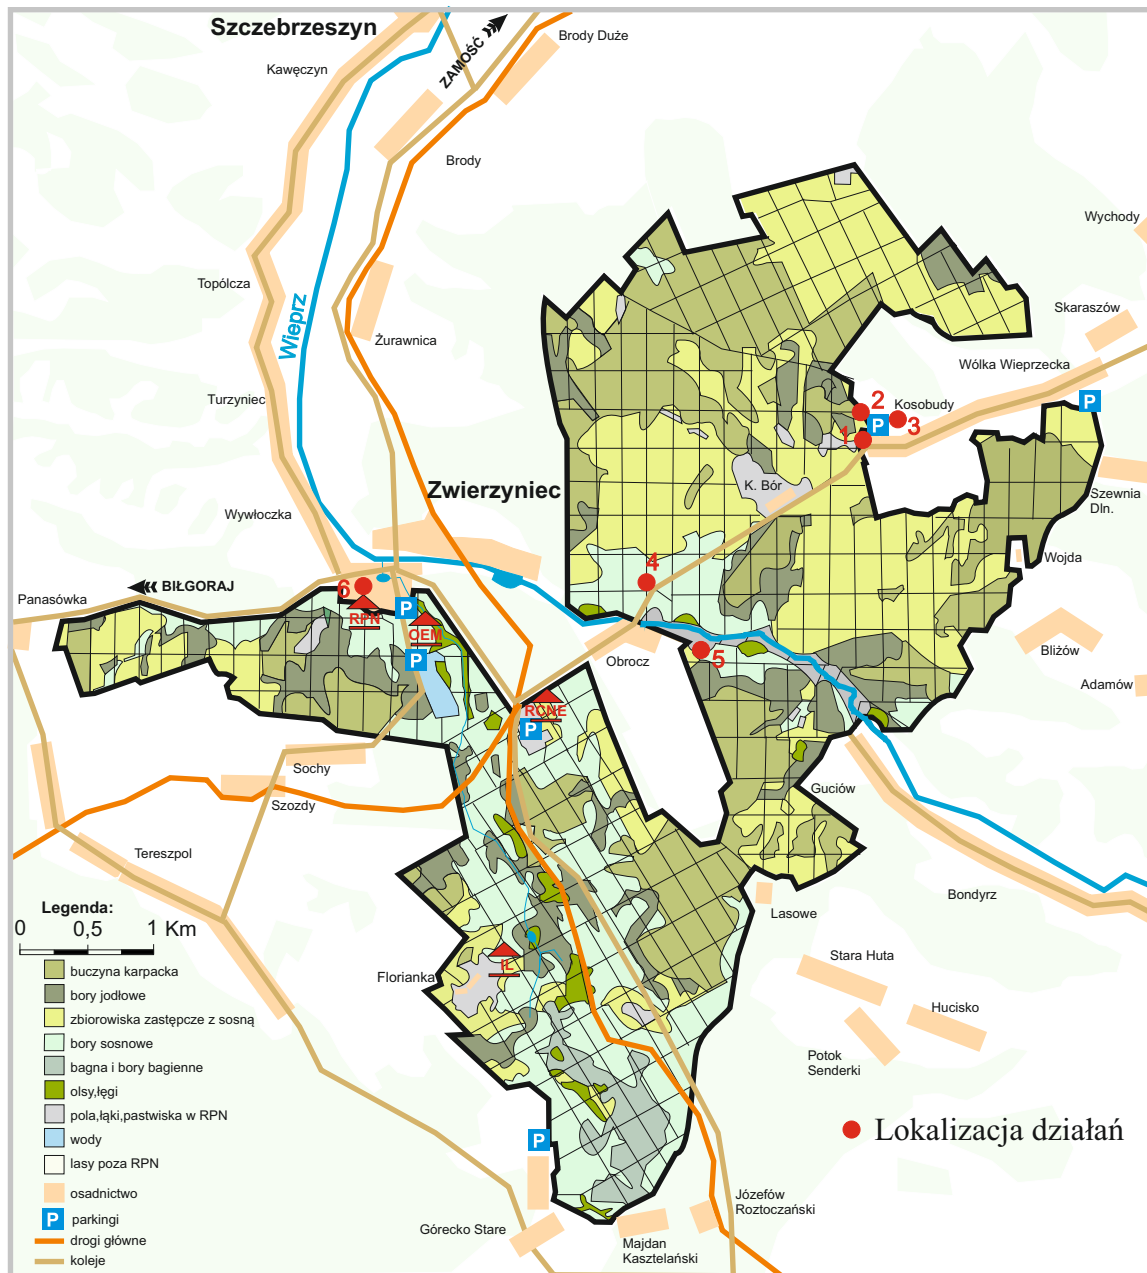 Szczebrzeszyn
Kawęczyn
ZAMOŚĆ
Brody Duże
Brody
Wychody
Topólcza
Wieprz
Żurawnica
Skaraszów
Wólka Wieprzecka
Turzyniec
P
2
Kosobudy
P
1
3
Zwierzyniec
K. Bór
Szewnia
Dln.
Wywłoczka
Wojda
4
BIŁGORAJ
6
Panasówka
RPN
P
OEM
P
Obrocz
5
Bliżów
Adamów
RCNE
P
Sochy
Szozdy
Guciów
Tereszpol
Bondyrz
Lasowe
Legenda:
0 0,5 1 Km
Stara Huta
Florianka
IL
Hucisko
Potok
Senderki
buczyna karpacka
bory jodłowe
zbiorowiska zastępcze z sosną
bory sosnowe
bagna i bory bagienne
olsy,łęgi
pola,łąki,pastwiska w RPN
wody
lasy poza RPN
osadnictwo
P parkingi
drogi główne
koleje
P
Lokalizacja działań
Józefów
Roztoczański
Górecko Stare
Majdan
Kasztelański